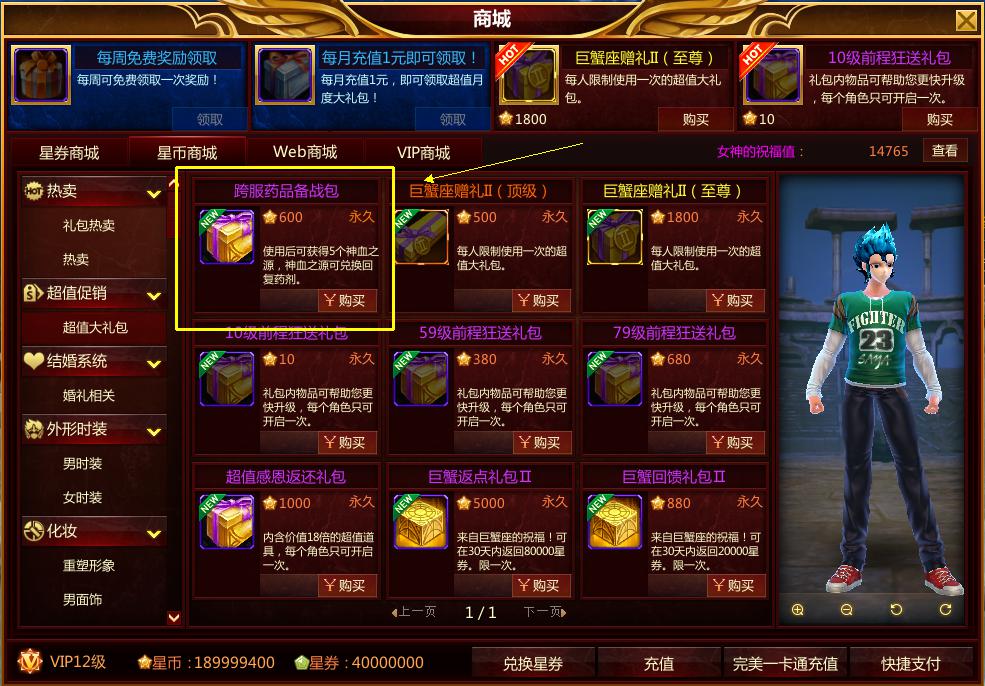 商城
每周免费奖励领取
每周可免费领取一次奖励！
领取
每月充值1元即可领取！
每月充值1元，即可领取超值月
度大礼包！
领取
HOT
巨蟹座赠礼II（至尊）
每人限制使用一次的超值大礼
包。
1800
购买
HOT
10级前程狂送礼包
礼包内物品可帮助您更快升级
，每个角色只可开启一次。
10
购买
星券商城
星币商城
Web商城
VIP商城
女神的祝福值：
14765
查看
HOT 热卖
礼包热卖
热卖
超值促销
超值大礼包
结婚系统
婚礼相关
外形时装
男时装
女时装
化妆
重塑形象
男面饰
跨服药品备战包
NEW
600 永久
使用后可获得5个神血之
源，神血之源可兑换回
复药剂。
￥购买
巨蟹座赠礼II（顶级）
NEW
500 永久
每人限制使用一次的超
值大礼包。
￥购买
巨蟹座赠礼II（至尊）
NEW
1800 永久
每人限制使用一次的超
值大礼包。
￥购买
10级前程狂送礼包
NEW
10 永久
礼包内物品可帮助您更
快升级，每个角色只可
开启一次。
￥购买
59级前程狂送礼包
NEW
380 永久
礼包内物品可帮助您更
快升级，每个角色只可
开启一次。
￥购买
79级前程狂送礼包
NEW
680 永久
礼包内物品可帮助您更
快升级，每个角色只可
开启一次。
￥购买
超值感恩返还礼包
NEW
1000 永久
内含价值18倍的超值道
具，每个角色只可开启
一次。
￥购买
巨蟹返点礼包II
NEW
5000 永久
来自巨蟹座的祝福！可
在30天内返回80000星
券。限一次。
￥购买
巨蟹回馈礼包II
NEW
880 永久
来自巨蟹座的祝福！可
在30天内返回20000星
券。限一次。
￥购买
上一页 1/1 下一页
FIGHTER
23
SAGA
VIP12级
星币：189999400
星券：40000000
兑换星券
充值
完美一卡通充值
快捷支付